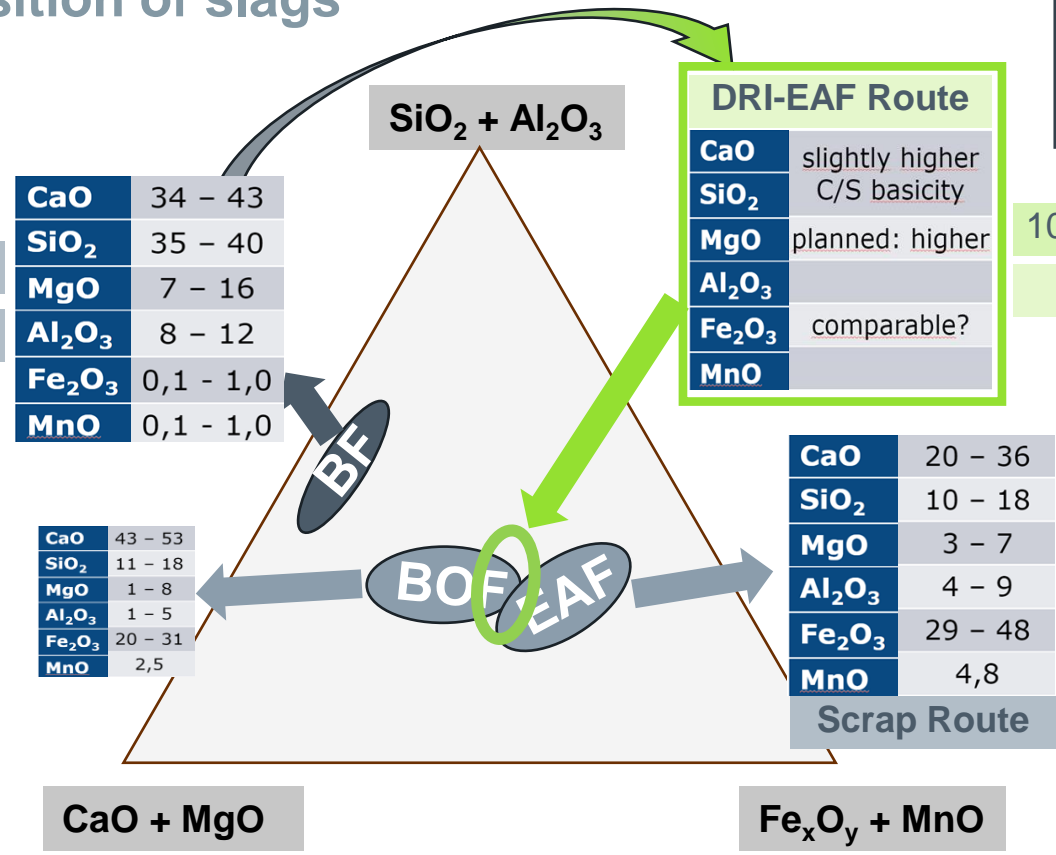 sition of slags
SiO₂ + Al₂O₃
DRI-EAF Route
CaO slightly higher
SiO₂ C/S basicity
MgO planned: higher
Al₂O₃
Fe₂O₃ comparable?
MnO
10
CaO 34 – 43
SiO₂ 35 – 40
MgO 7 – 16
Al₂O₃ 8 – 12
Fe₂O₃ 0,1 - 1,0
MnO 0,1 - 1,0
BF
CaO 43 – 53
SiO₂ 11 – 18
MgO 1 – 8
Al₂O₃ 1 – 5
Fe₂O₃ 20 – 31
MnO 2,5
BOF
EAF
CaO 20 – 36
SiO₂ 10 – 18
MgO 3 – 7
Al₂O₃ 4 – 9
Fe₂O₃ 29 – 48
MnO 4,8
Scrap Route
CaO + MgO
FeₓOᵧ + MnO